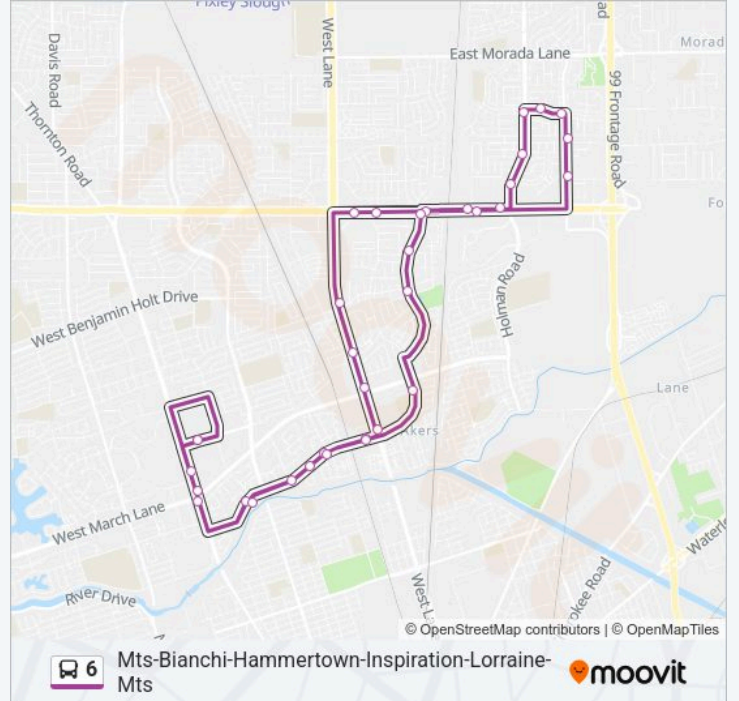 Pixley Slough
West Lane
Davis Road
ad
East Morada Lane
Morad
99 Frontage Road
Thornton Road
Fo
West Benjamin Holt Drive
Holman Road
Lane
Akers
West March Lane
River Drive
West L
okee Road
Waterlo
© OpenStreetMap contributors | © OpenMapTiles
6
Mts-Bianchi-Hammertown-Inspiration-Lorraine-
Mts
moovit